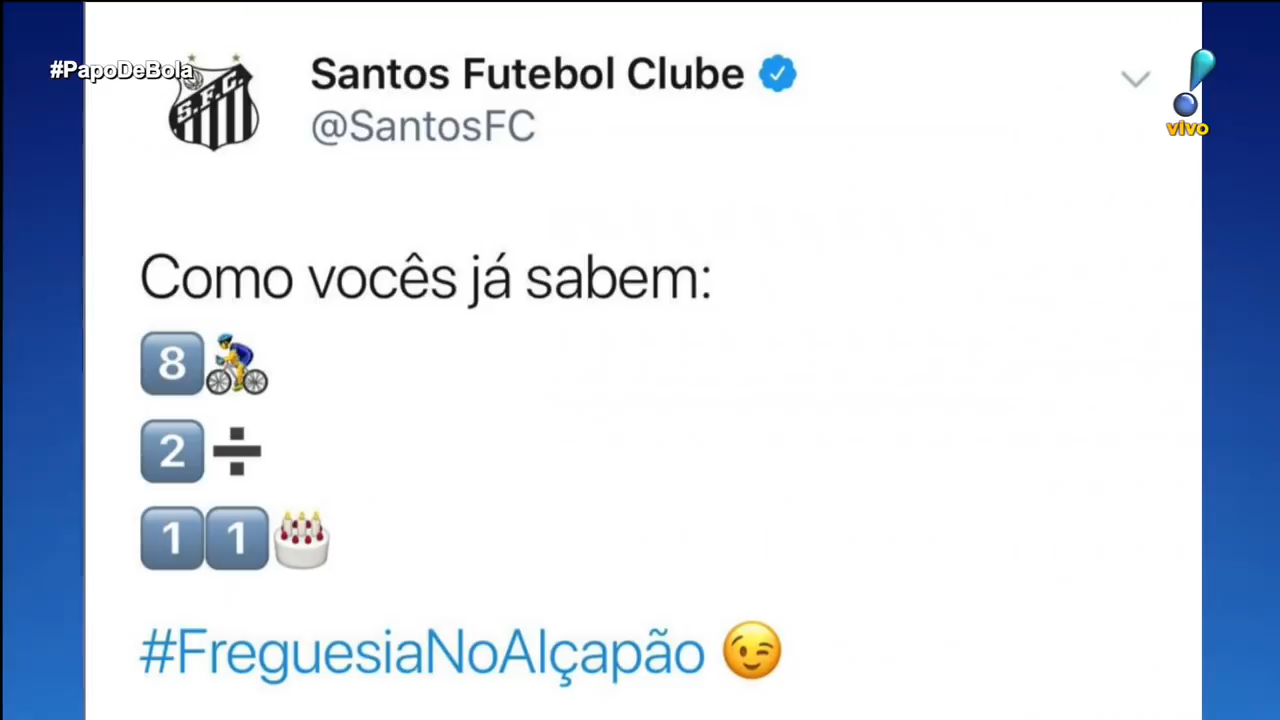 #PapoDeBola
S.F.C.
Santos Futebol Clube
@SantosFC
vivo
Como vocês já sabem:
8
2 ÷
1 1
#FreguesiaNoAlçapão